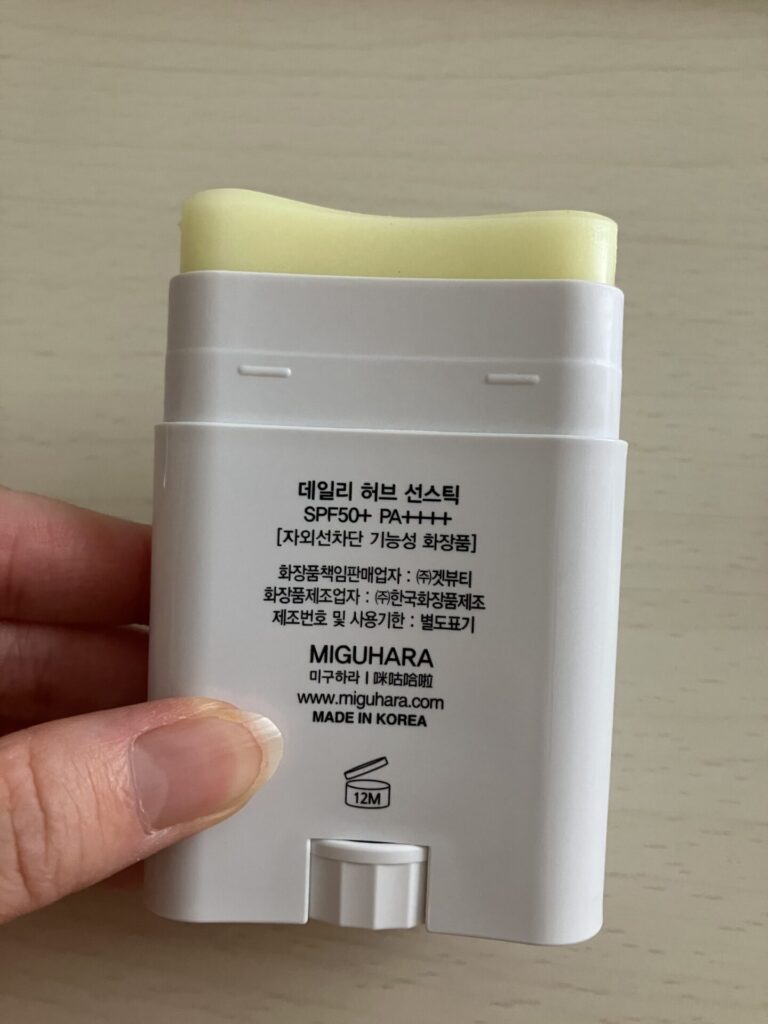 데일리 허브 선스틱
SPF50+ PA++++
[자외선차단 기능성 화장품]
화장품책임판매업자 : ㈜겟뷰티
화장품제조업자 : ㈜한국화장품제조
제조번호 및 사용기한 : 별도표기
MIGUHARA
미구하라 | 咪咕哈啦
www.miguhara.com
MADE IN KOREA
12M